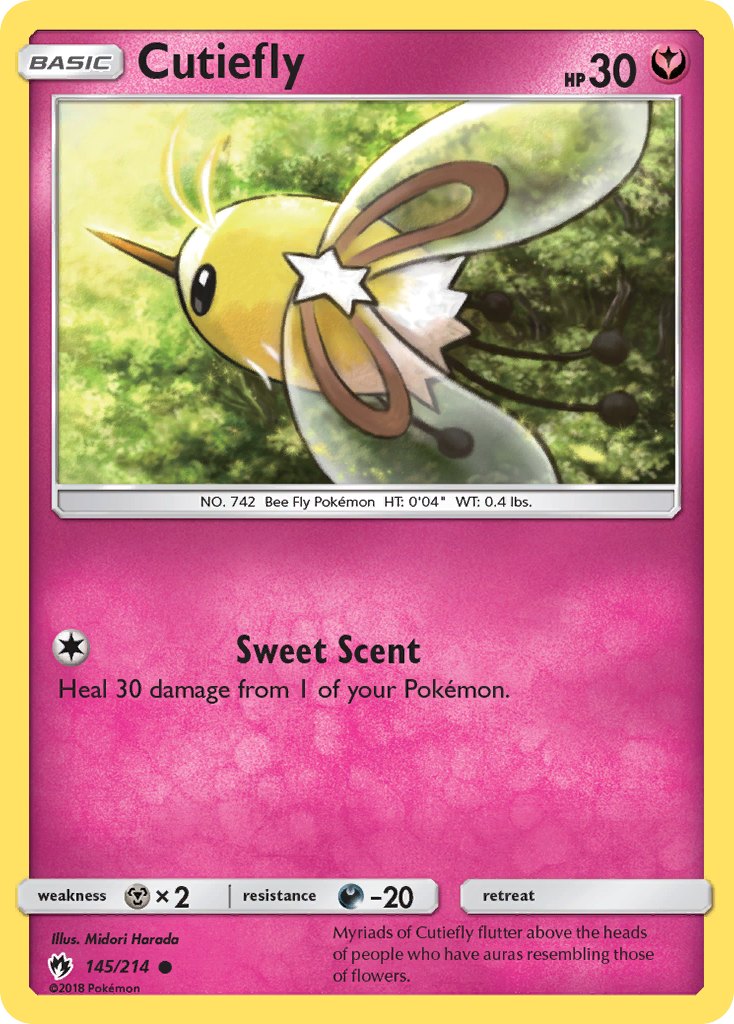 BASIC
Cutiefly
HP 30
NO. 742 Bee Fly Pokémon HT: 0'04" WT: 0.4 lbs.
Sweet Scent
Heal 30 damage from 1 of your Pokémon.
weakness ×2 resistance -20 retreat
Illus. Midori Harada
145/214
©2018 Pokémon
Myriads of Cutiefly flutter above the heads
of people who have auras resembling those
of flowers.